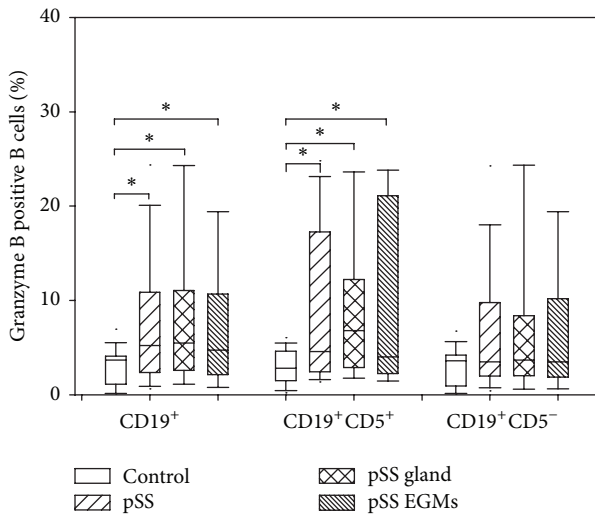 Granzyme B positive B cells (%)
40
30
20
10
0
* * * * * *
CD19⁺ CD19⁺CD5⁺ CD19⁺CD5⁻
Control pSS gland
pSS pSS EGMs